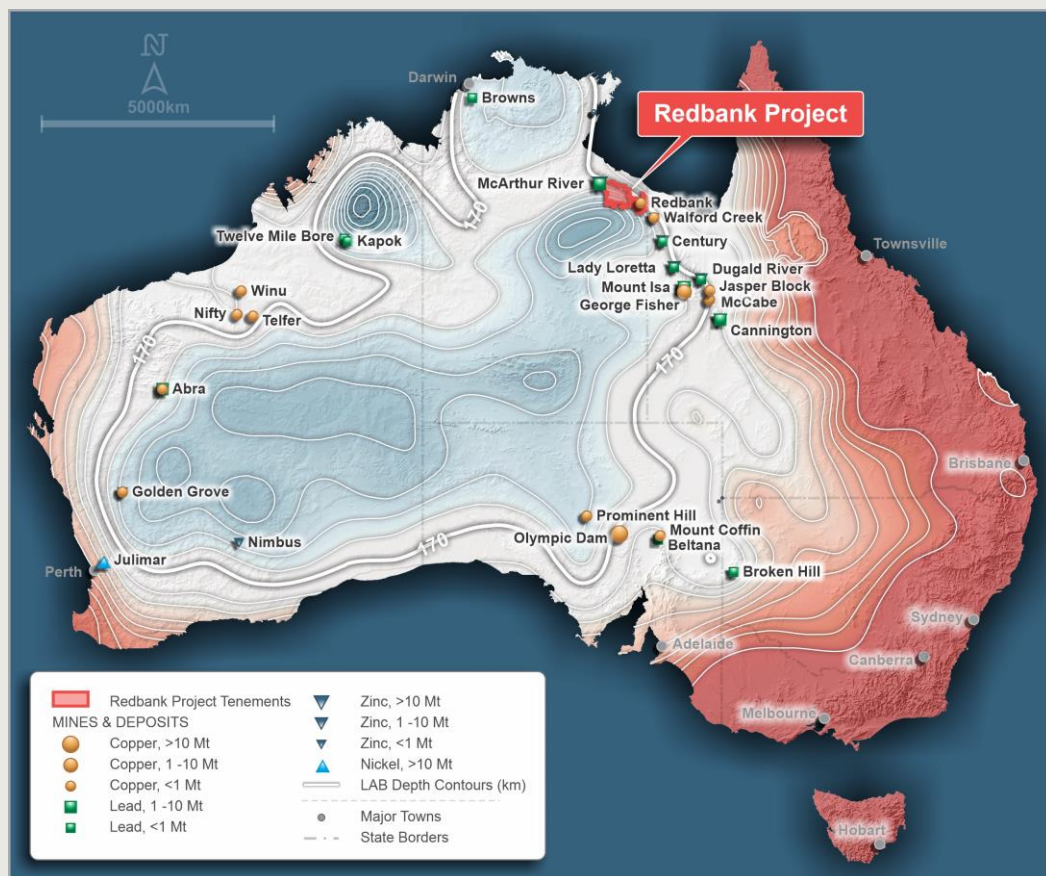 N
5000km
Darwin
Browns
Redbank Project
McArthur River
Redbank
Walford Creek
170
Twelve Mile Bore
Kapok
Century
Townsville
Lady Loretta
Dugald River
Mount Isa
Jasper Block
George Fisher
McCabe
Winu
Nifty
Telfer
Cannington
170
170
Abra
Brisbane
Golden Grove
Prominent Hill
Olympic Dam
Mount Coffin
Beltana
Nimbus
170
Julimar
Perth
Broken Hill
Sydney
Adelaide
Canberra
Melbourne
Hobart
Redbank Project Tenements
MINES & DEPOSITS
Copper, >10 Mt
Copper, 1 -10 Mt
Copper, <1 Mt
Lead, 1 -10 Mt
Lead, <1 Mt
Zinc, >10 Mt
Zinc, 1 -10 Mt
Zinc, <1 Mt
Nickel, >10 Mt
LAB Depth Contours (km)
Major Towns
State Borders